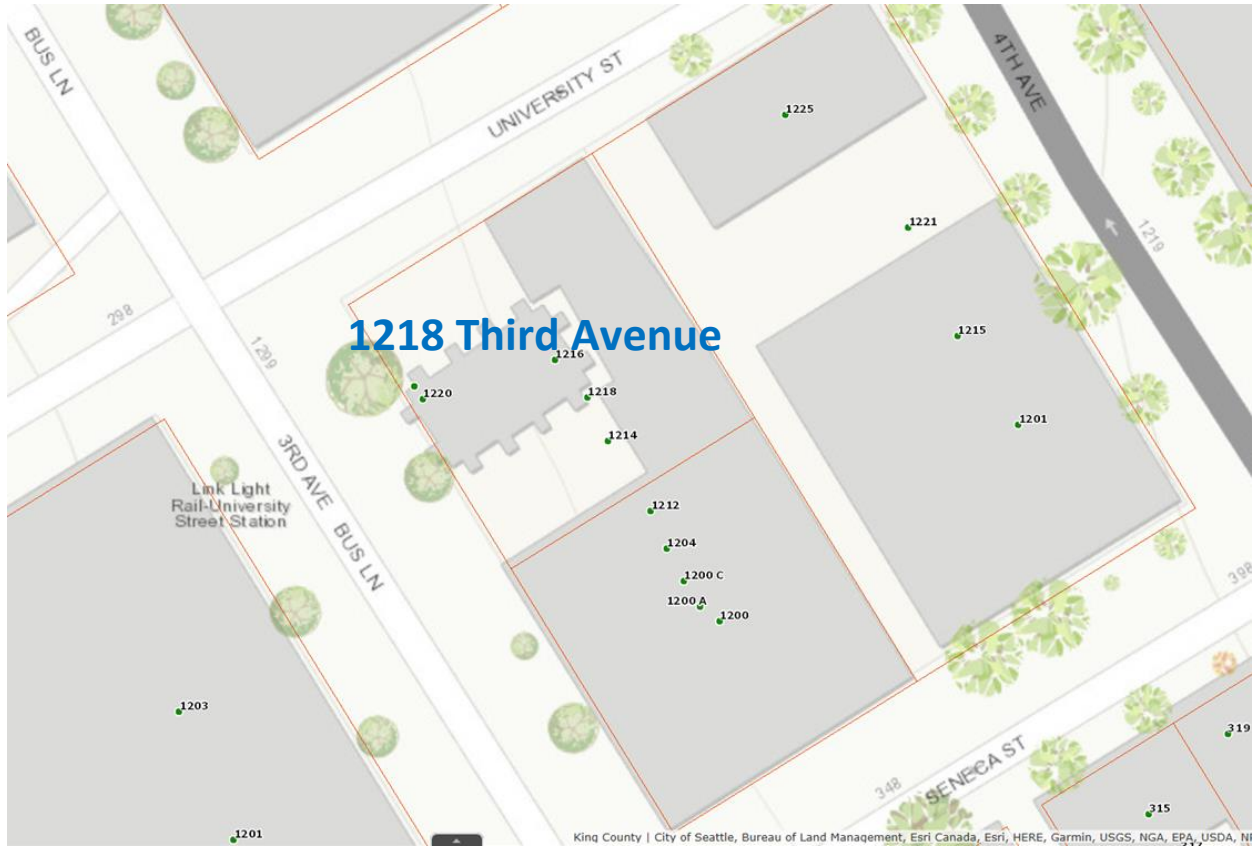 BUS LN
UNIVERSITY ST
4TH AVE
1225
1221
1219
298
1299
1218 Third Avenue
1216
1215
1220
1218
1201
1214
3RD AVE
BUS LN
Link Light
Rail-University
Street Station
1212
1204
1200 C
1200 A
1200
398
1203
319
SENECA ST
348
315
1201
317
King County | City of Seattle, Bureau of Land Management, Esri Canada, Esri, HERE, Garmin, USGS, NGA, EPA, USDA,